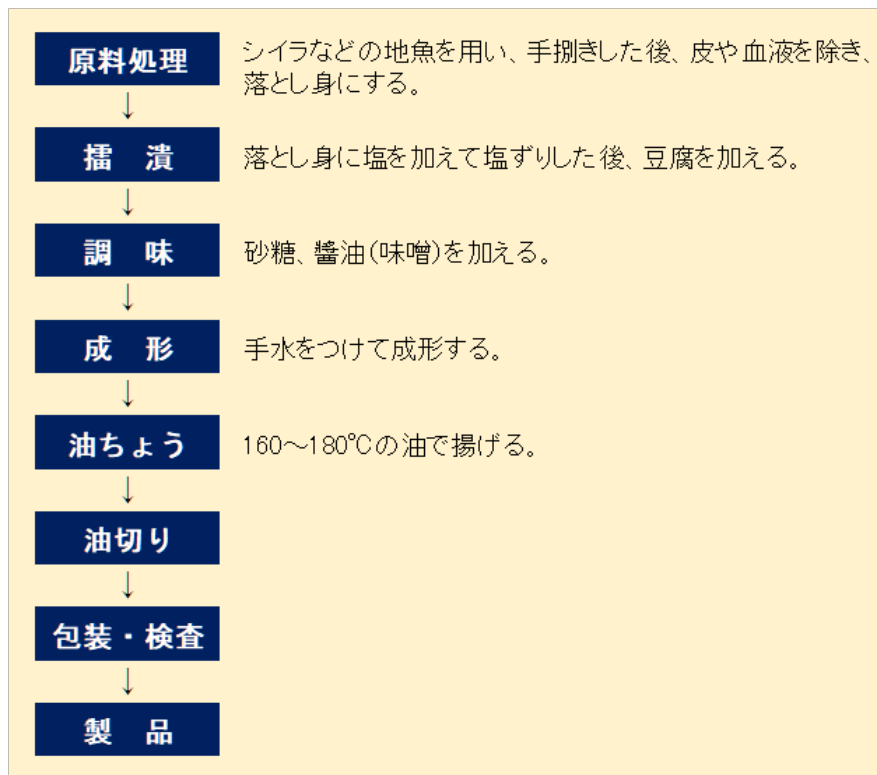 原料処理 シイラなどの地魚を用い、手捌きした後、皮や血液を除き、
落とし身にする。
↓
擂　潰 落とし身に塩を加えて塩ずりした後、豆腐を加える。
↓
調　味 砂糖、醬油(味噌)を加える。
↓
成　形 手水をつけて成形する。
↓
油ちょう 160～180℃の油で揚げる。
↓
油切り
↓
包装・検査
↓
製　品